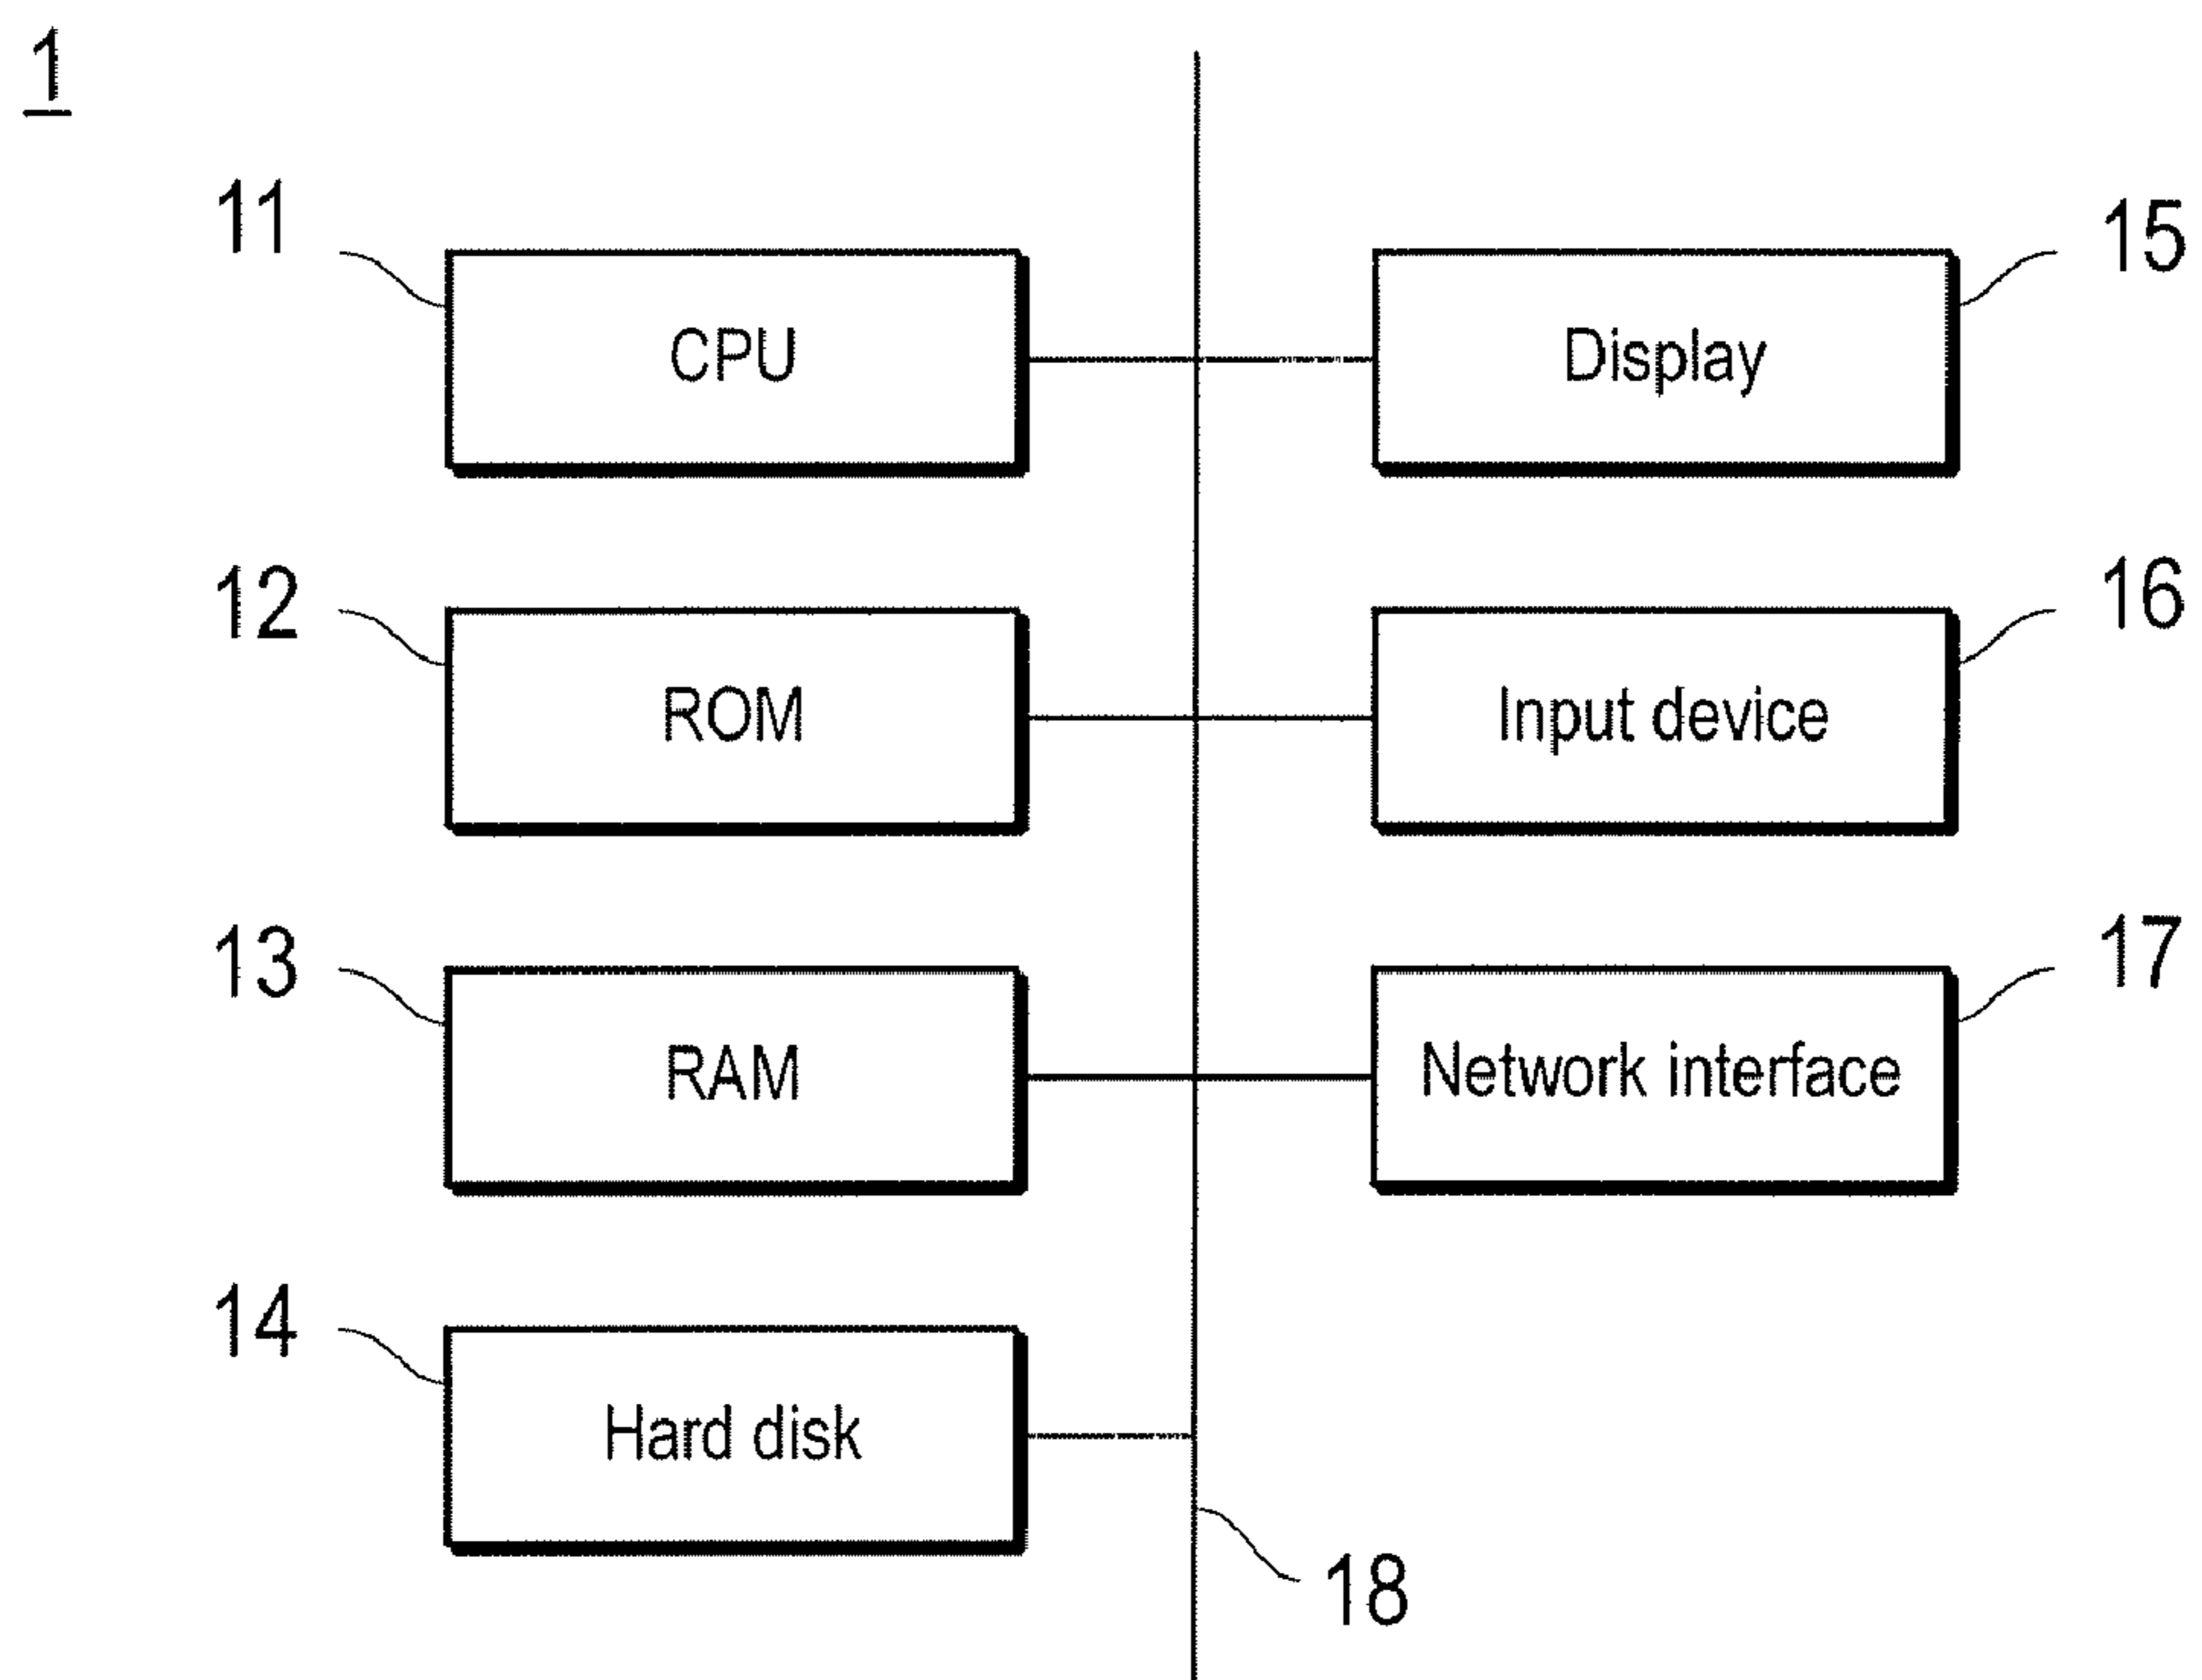 1
11
CPU
15
Display
12
ROM
16
Input device
13
RAM
17
Network interface
14
Hard disk
18